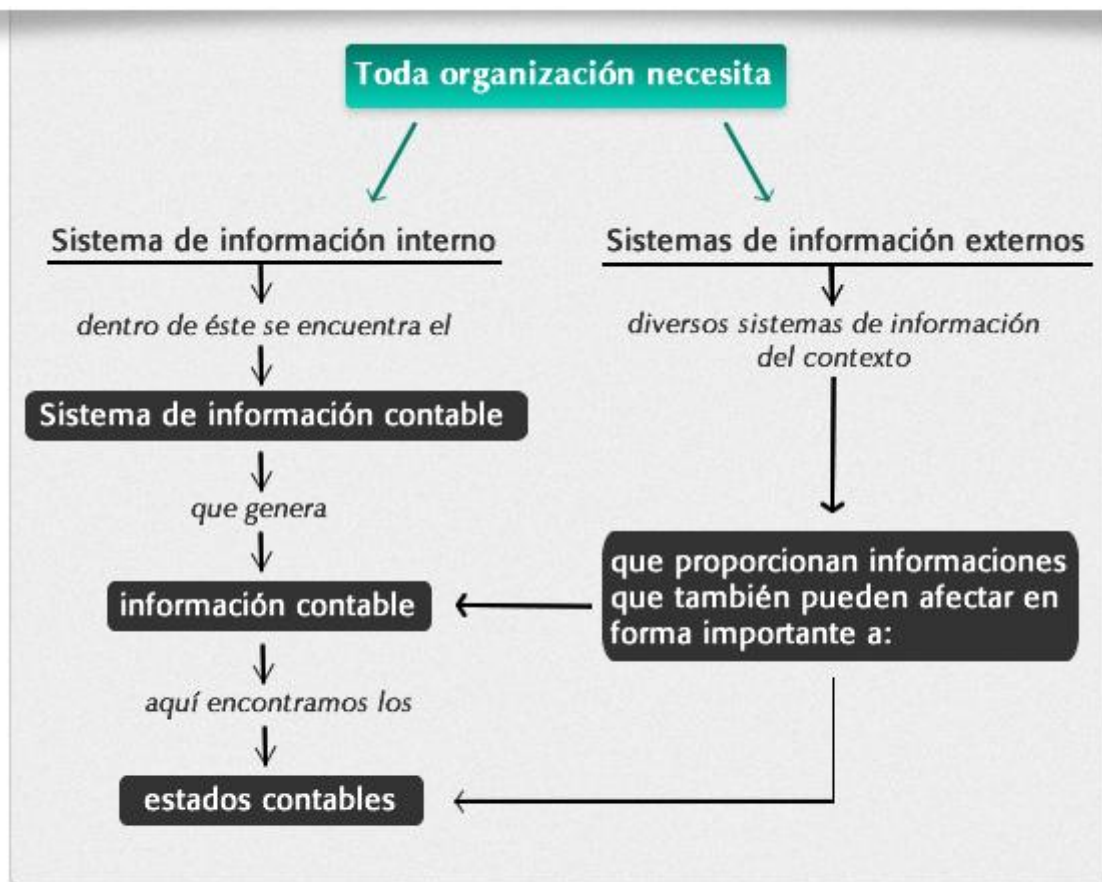 Toda organización necesita
Sistema de información interno
dentro de éste se encuentra el
Sistema de información contable
que genera
información contable
aquí encontramos los
estados contables
Sistemas de información externos
diversos sistemas de información
del contexto
que proporcionan informaciones
que también pueden afectar en
forma importante a: